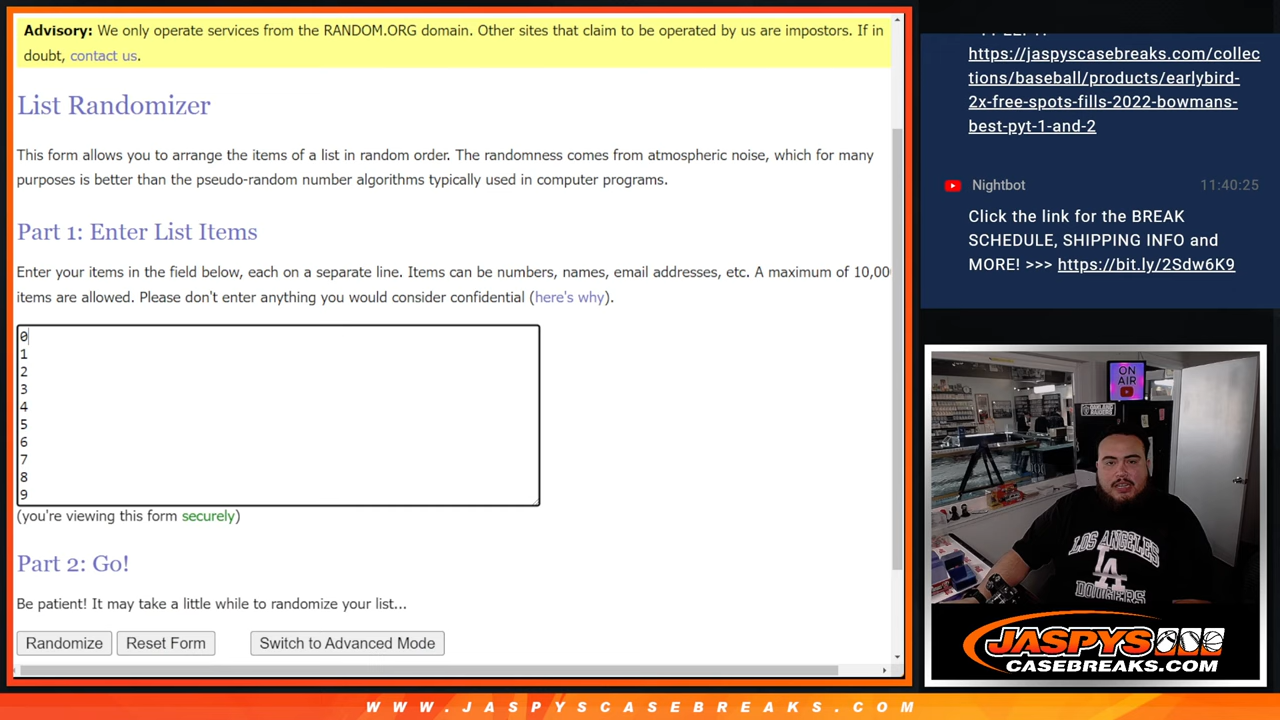 Advisory: We only operate services from the RANDOM.ORG domain. Other sites that claim to be operated by us are impostors. If in
doubt, contact us.
List Randomizer
This form allows you to arrange the items of a list in random order. The randomness comes from atmospheric noise, which for many
purposes is better than the pseudo-random number algorithms typically used in computer programs.
Part 1: Enter List Items
Enter your items in the field below, each on a separate line. Items can be numbers, names, email addresses, etc. A maximum of 10,00
items are allowed. Please don't enter anything you would consider confidential (here's why).
0
1
2
3
4
5
6
7
8
9
(you're viewing this form securely)
Part 2: Go!
Be patient! It may take a little while to randomize your list...
Randomize
Reset Form
Switch to Advanced Mode
https://jaspyscasebreaks.com/collec
tions/baseball/products/earlybird-
2x-free-spots-fills-2022-bowmans-
best-pyt-1-and-2
Nightbot 11:40:25
Click the link for the BREAK
SCHEDULE, SHIPPING INFO and
MORE! >>> https://bit.ly/2Sdw6K9
ON
AIR
LOS ANGELES
LA
DODGERS
JASPYS
CASEBREAKS.COM
WWW.JASPYSCASEBREAKS.COM